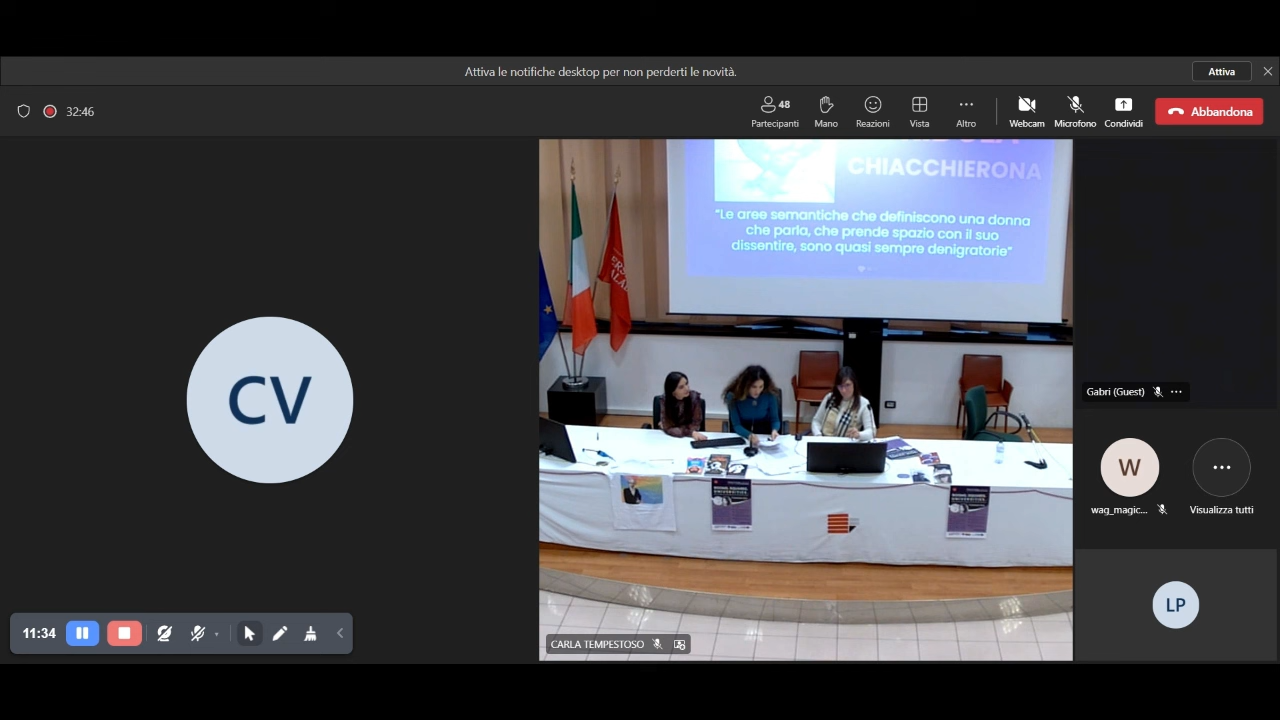 Attiva le notifiche desktop per non perderti le novità.
Attiva
32:46
48
Partecipanti
Mano
Reazioni
Vista
Altro
Webcam
Microfono
Condividi
Abbandona
CV
CHIACCHIERONA
"Le aree semantiche che definiscono una donna
che parla, che prende spazio con il suo
dissentire, sono quasi sempre denigratorie"
CARLA TEMPESTOSO
Gabri (Guest)
W
wag_magic...
Visualizza tutti
LP
11:34